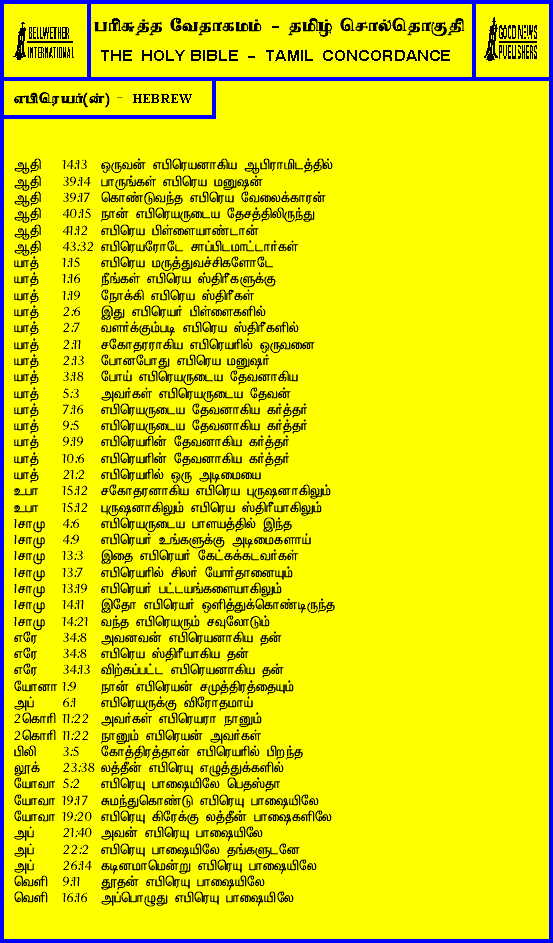 BELLWETHER
INTERNATIONAL
பரிசுத்த வேதாகமம் - தமிழ் சொல்தொகுதி
THE HOLY BIBLE - TAMIL CONCORDANCE
GOOD NEWS
PUBLISHERS
எபிரெயர்(ன்) - HEBREW
ஆதி 14:13 ஒருவன் எபிரெயனாகிய ஆபிராமிடத்தில்
ஆதி 39:14 பாருங்கள் எபிரெய மனுஷன்
ஆதி 39:17 கொண்டுவந்த எபிரெய வேலைக்காரன்
ஆதி 40:15 நான் எபிரெயருடைய தேசத்திலிருந்து
ஆதி 41:12 எபிரெய பிள்ளையாண்டான்
ஆதி 43:32 எபிரெயரோடே சாப்பிடமாட்டார்கள்
யாத் 1:15 எபிரெய மருத்துவச்சிகளோடே
யாத் 1:16 நீங்கள் எபிரெய ஸ்திரீகளுக்கு
யாத் 1:19 நோக்கி எபிரெய ஸ்திரீகள்
யாத் 2:6 இது எபிரெயர் பிள்ளைகளில்
யாத் 2:7 வளர்க்கும்படி எபிரெய ஸ்திரீகளில்
யாத் 2:11 சகோதரராகிய எபிரெயரில் ஒருவனை
யாத் 2:13 போனபோது எபிரெய மனுஷர்
யாத் 3:18 போய் எபிரெயருடைய தேவனாகிய
யாத் 5:3 அவர்கள் எபிரெயருடைய தேவன்
யாத் 7:16 எபிரெயருடைய தேவனாகிய கர்த்தர்
யாத் 9:5 எபிரெயருடைய தேவனாகிய கர்த்தர்
யாத் 9:19 எபிரெயரின் தேவனாகிய கர்த்தர்
யாத் 10:6 எபிரெயரின் தேவனாகிய கர்த்தர்
யாத் 21:2 எபிரெயரில் ஒரு அடிமையை
உபா 15:12 சகோதரனாகிய எபிரெய புருஷனாகிலும்
உபா 15:12 புருஷனாகிலும் எபிரெய ஸ்திரீயாகிலும்
1சாமு 4:6 எபிரெயருடைய பாளயத்தில் இந்த
1சாமு 4:9 எபிரெயர் உங்களுக்கு அடிமைகளாய்
1சாமு 13:3 இதை எபிரெயர் கேட்கக்கடவர்கள்
1சாமு 13:7 எபிரெயரில் சிலர் யோர்தானையும்
1சாமு 13:19 எபிரெயர் பட்டயங்களையாகிலும்
1சாமு 14:11 இதோ எபிரெயர் ஒளித்துக்கொண்டிருந்த
1சாமு 14:21 வந்த எபிரெயரும் சவுலோடும்
எரே 34:8 அவனவன் எபிரெயனாகிய தன்
எரே 34:8 எபிரெய ஸ்திரீயாகிய தன்
எரே 34:13 விற்கப்பட்ட எபிரெயனாகிய தன்
யோனா 1:9 நான் எபிரெயன் சமுத்திரத்தையும்
அப் 6:1 எபிரெயருக்கு விரோதமாய்
2கொரி 11:22 அவர்கள் எபிரெயரா நானும்
2கொரி 11:22 நானும் எபிரெயன் அவர்கள்
பிலி 3:5 கோத்திரத்தான் எபிரெயரில் பிறந்த
லூக் 23:38 லத்தீன் எபிரெயு எழுத்துக்களில்
யோவா 5:2 எபிரெயு பாஷையிலே பெதஸ்தா
யோவா 19:17 சுமந்துகொண்டு எபிரெயு பாஷையிலே
யோவா 19:20 எபிரெயு கிரேக்கு லத்தீன் பாஷைகளிலே
அப் 21:40 அவன் எபிரெயு பாஷையிலே
அப் 22:2 எபிரெயு பாஷையிலே தங்களுடனே
அப் 26:14 கடினமாமென்று எபிரெயு பாஷையிலே
வெளி 9:11 தூதன் எபிரெயு பாஷையிலே
வெளி 16:16 அப்பொழுது எபிரெயு பாஷையிலே